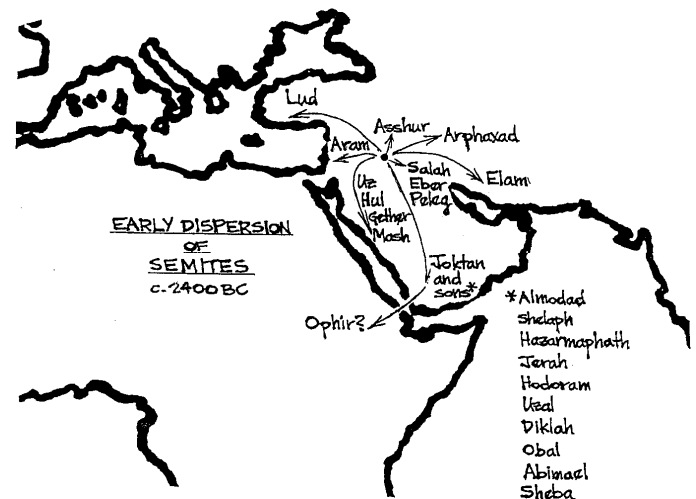 EARLY DISPERSION
OF
SEMITES
c.2400 BC
Lud
Asshur
Arphaxad
Aram
Salah
Eber
Peleg
Elam
Uz
Hul
Gether
Mash
Joktan
and
sons*
Ophir?
*Almodad
Shelaph
Hazarmaphath
Jerah
Hodoram
Uzal
Diklah
Obal
Abimael
Sheba